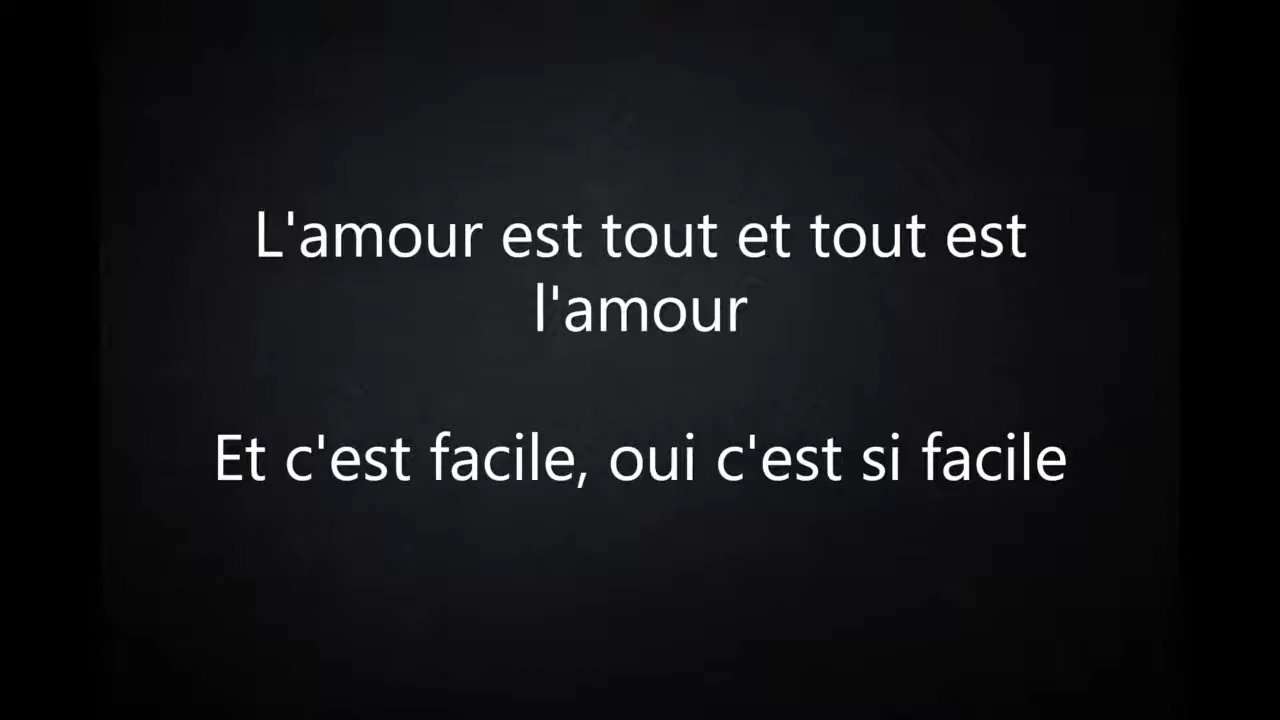 L'amour est tout et tout est
l'amour
Et c'est facile, oui c'est si facile